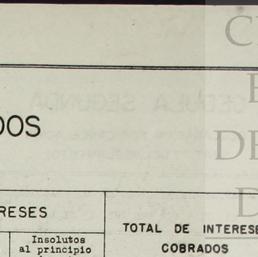 DOS
RESES
Insolutos
al principio
TOTAL DE INTERESE
COBRADOS